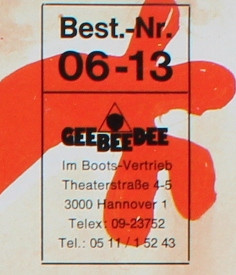 Best.-Nr.
06-13
GEE BEE DEE
Im Boots-Vertrieb
Theaterstraße 4-5
3000 Hannover 1
Telex: 09-23752
Tel.: 05 11 / 1 52 43